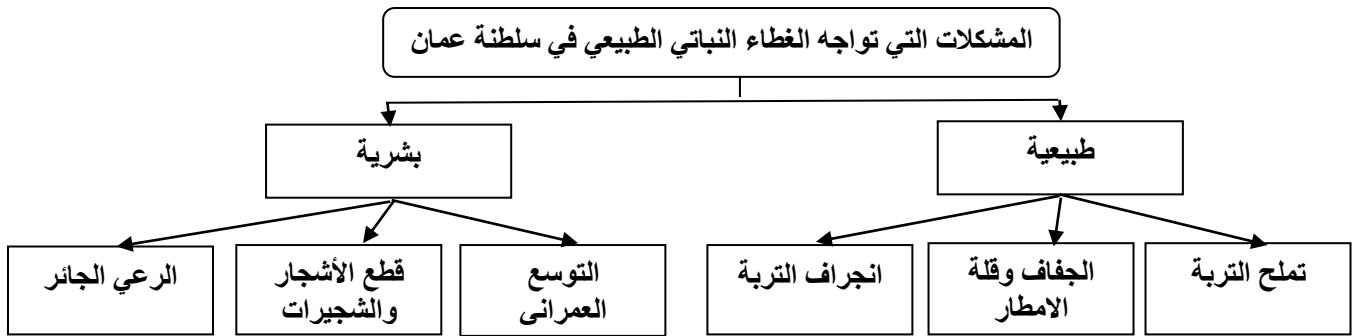 المشكلات التي تواجه الغطاء النباتي الطبيعي في سلطنة عمان
طبيعية
بشرية
تملح التربة
الجفاف وقلة
الامطار
انجراف التربة
التوسع
العمرانى
قطع الأشجار
والشجيرات
الرعي الجائر